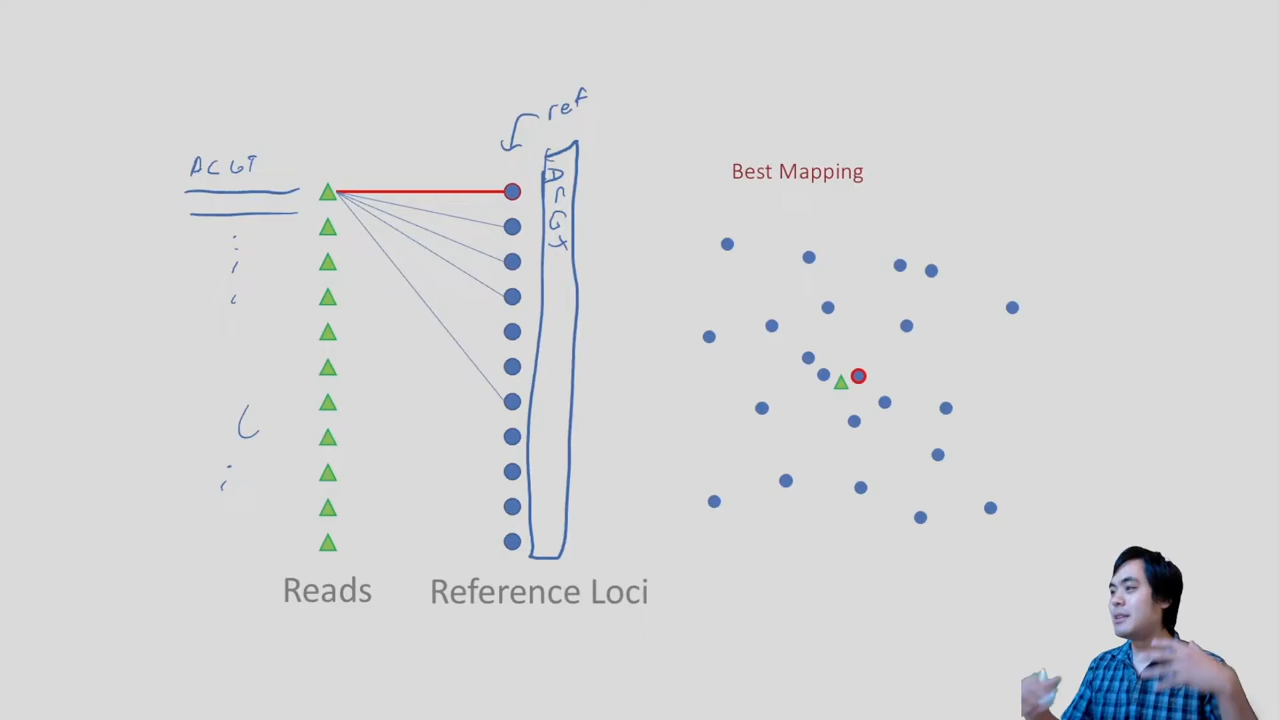 ref
ACGT
ACGT
Best Mapping
Reads
Reference Loci